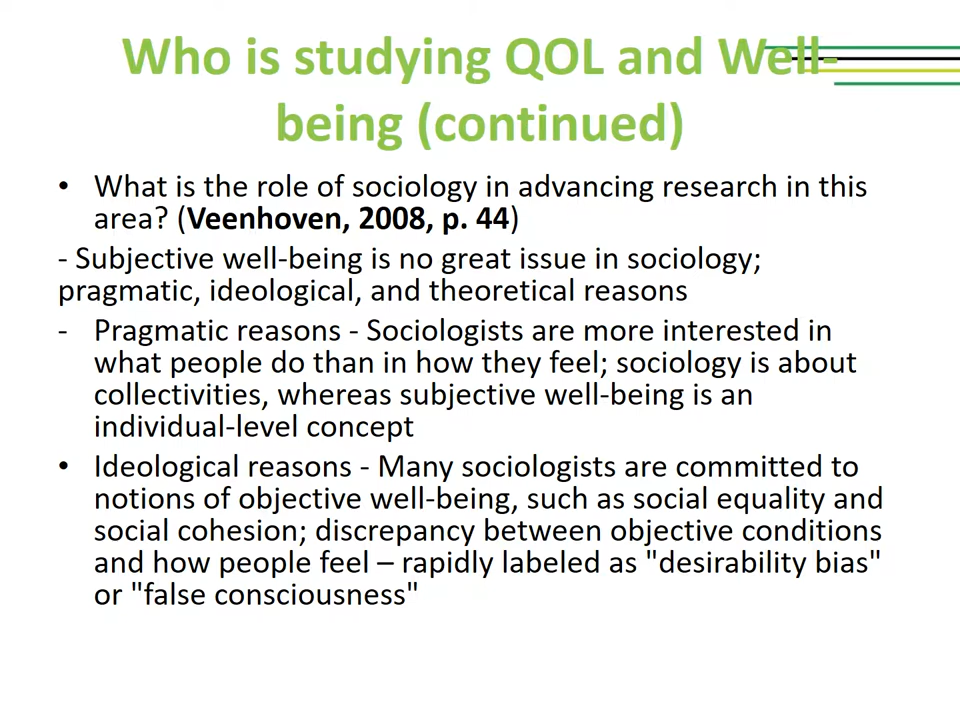 Who is studying QOL and Well-
being (continued)
• What is the role of sociology in advancing research in this
area? (Veenhoven, 2008, p. 44)
- Subjective well-being is no great issue in sociology;
pragmatic, ideological, and theoretical reasons
- Pragmatic reasons - Sociologists are more interested in
what people do than in how they feel; sociology is about
collectivities, whereas subjective well-being is an
individual-level concept
• Ideological reasons - Many sociologists are committed to
notions of objective well-being, such as social equality and
social cohesion; discrepancy between objective conditions
and how people feel – rapidly labeled as "desirability bias"
or "false consciousness"